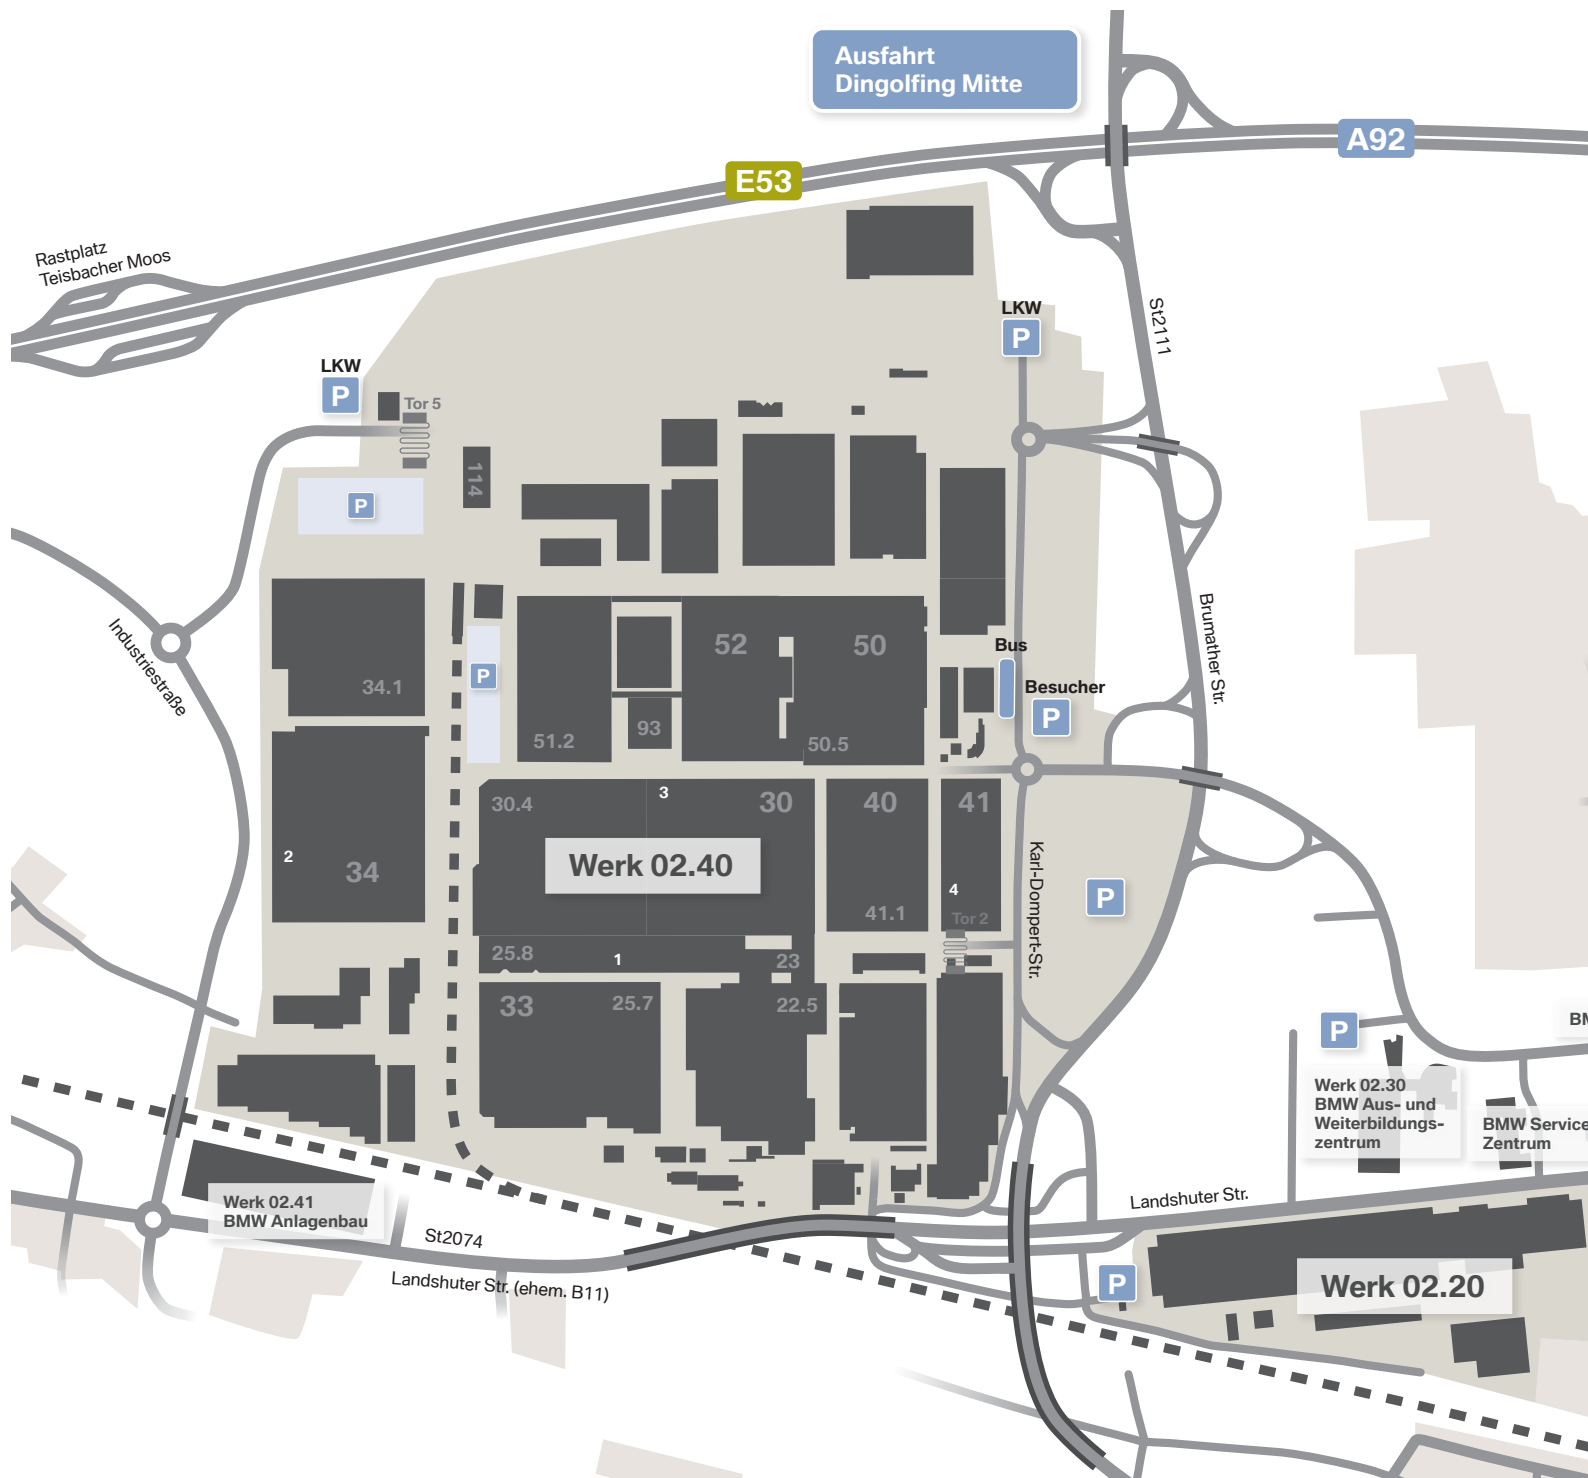 Ausfahrt
Dingolfing Mitte
A92
E53
Rastplatz
Teisbacher Moos
LKW
P
St2111
LKW
P
Tor 5
114
P
Industriestraße
Brumather Str.
34.1
P
52
50
51.2
93
50.5
Bus
Besucher
P
30.4
3
30
40
41
Werk 02.40
2
34
4
41.1
Tor 2
Karl-Dompert-Str.
P
25.8
1
23
33
25.7
22.5
P
BM
Werk 02.30
BMW Aus- und
Weiterbildungs-
zentrum
BMW Service
Zentrum
Werk 02.41
BMW Anlagenbau
St2074
Landshuter Str. (ehem. B11)
Landshuter Str.
P
Werk 02.20